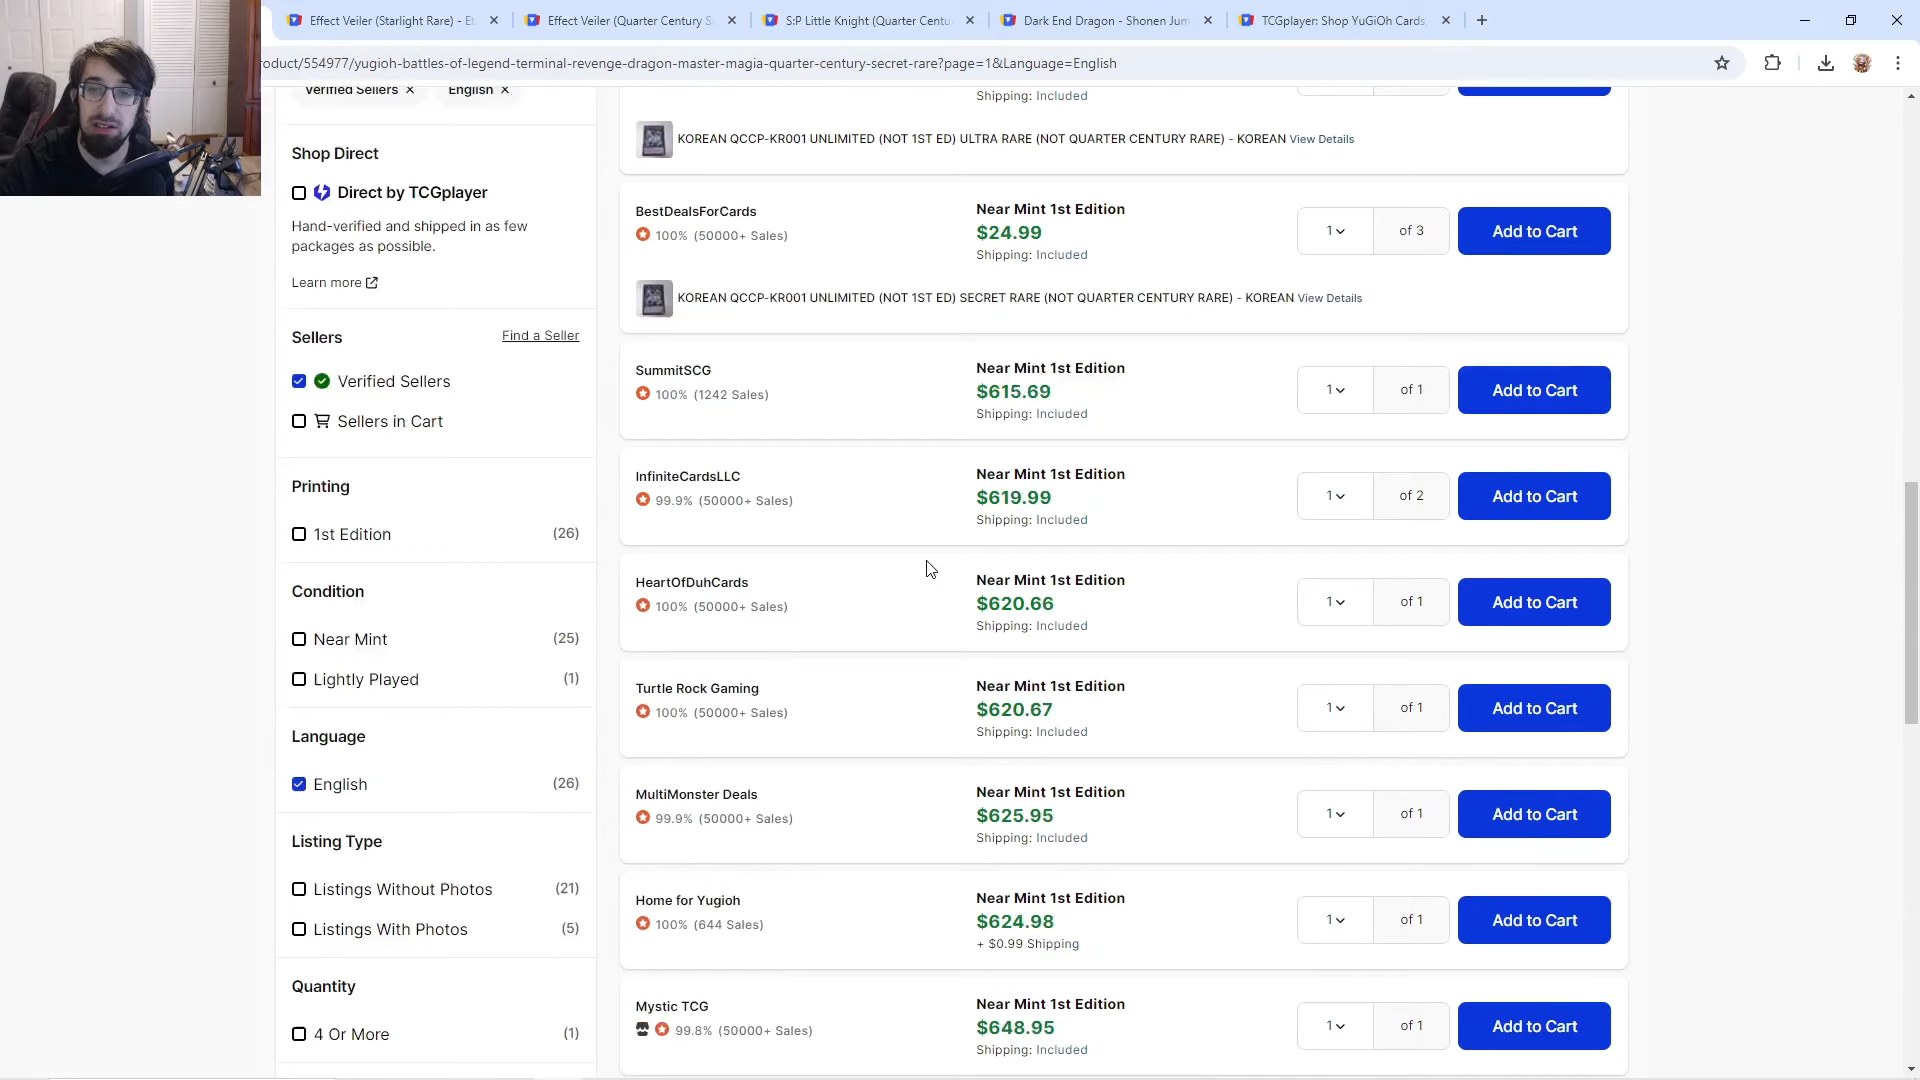 Effect Veiler (Starlight Rare) - Et
Effect Veiler (Quarter Century S
S:P Little Knight (Quarter Centu
Dark End Dragon - Shonen Jum
TCGplayer: Shop YuGiOh Cards,
oduct/554977/yugioh-battles-of-legend-terminal-revenge-dragon-master-magia-quarter-century-secret-rare?page=1&Language=English
Verified Sellers
English
Shop Direct
Direct by TCGplayer
Hand-verified and shipped in as few
packages as possible.
Learn more
Sellers
Find a Seller
Verified Sellers
Sellers in Cart
Printing
1st Edition (26)
Condition
Near Mint (25)
Lightly Played (1)
Language
English (26)
Listing Type
Listings Without Photos (21)
Listings With Photos (5)
Quantity
4 Or More (1)
Shipping: Included
KOREAN QCCP-KR001 UNLIMITED (NOT 1ST ED) ULTRA RARE (NOT QUARTER CENTURY RARE) - KOREAN View Details
BestDealsForCards
100% (50000+ Sales)
Near Mint 1st Edition
$24.99
Shipping: Included
1 of 3
Add to Cart
KOREAN QCCP-KR001 UNLIMITED (NOT 1ST ED) SECRET RARE (NOT QUARTER CENTURY RARE) - KOREAN View Details
SummitSCG
100% (1242 Sales)
Near Mint 1st Edition
$615.69
Shipping: Included
1 of 1
Add to Cart
InfiniteCardsLLC
99.9% (50000+ Sales)
Near Mint 1st Edition
$619.99
Shipping: Included
1 of 2
Add to Cart
HeartOfDuhCards
100% (50000+ Sales)
Near Mint 1st Edition
$620.66
Shipping: Included
1 of 1
Add to Cart
Turtle Rock Gaming
100% (50000+ Sales)
Near Mint 1st Edition
$620.67
Shipping: Included
1 of 1
Add to Cart
MultiMonster Deals
99.9% (50000+ Sales)
Near Mint 1st Edition
$625.95
Shipping: Included
1 of 1
Add to Cart
Home for Yugioh
100% (644 Sales)
Near Mint 1st Edition
$624.98
+ $0.99 Shipping
1 of 1
Add to Cart
Mystic TCG
99.8% (50000+ Sales)
Near Mint 1st Edition
$648.95
Shipping: Included
1 of 1
Add to Cart